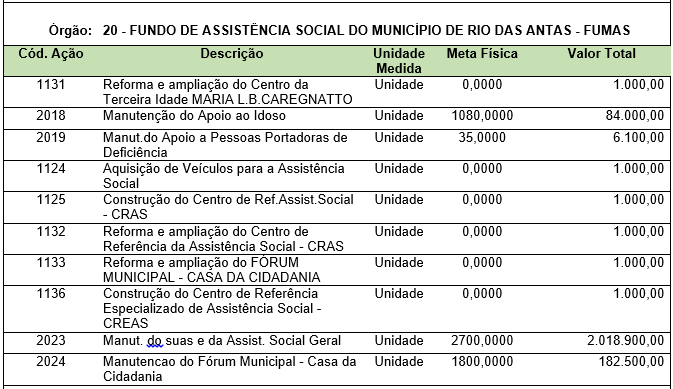 Órgão: 20 - FUNDO DE ASSISTÊNCIA SOCIAL DO MUNICÍPIO DE RIO DAS ANTAS - FUMAS
Cód. Ação Descrição Unidade Medida Meta Física Valor Total
1131 Reforma e ampliação do Centro da Unidade 0,0000 1.000,00
Terceira Idade MARIA L.B.CAREGNATTO
2018 Manutenção do Apoio ao Idoso Unidade 1080,0000 84.000,00
2019 Manut.do Apoio a Pessoas Portadoras de Unidade 35,0000 6.100,00
Deficiência
1124 Aquisição de Veículos para a Assistência Unidade 0,0000 1.000,00
Social
1125 Construção do Centro de Ref.Assist.Social Unidade 0,0000 1.000,00
- CRAS
1132 Reforma e ampliação do Centro de Unidade 0,0000 1.000,00
Referência da Assistência Social - CRAS
1133 Reforma e ampliação do FÓRUM Unidade 0,0000 1.000,00
MUNICIPAL - CASA DA CIDADANIA
1136 Construção do Centro de Referência Unidade 0,0000 1.000,00
Especializado de Assistência Social -
CREAS
2023 Manut. do suas e da Assist. Social Geral Unidade 2700,0000 2.018.900,00
2024 Manutencao do Fórum Municipal - Casa da Unidade 1800,0000 182.500,00
Cidadania